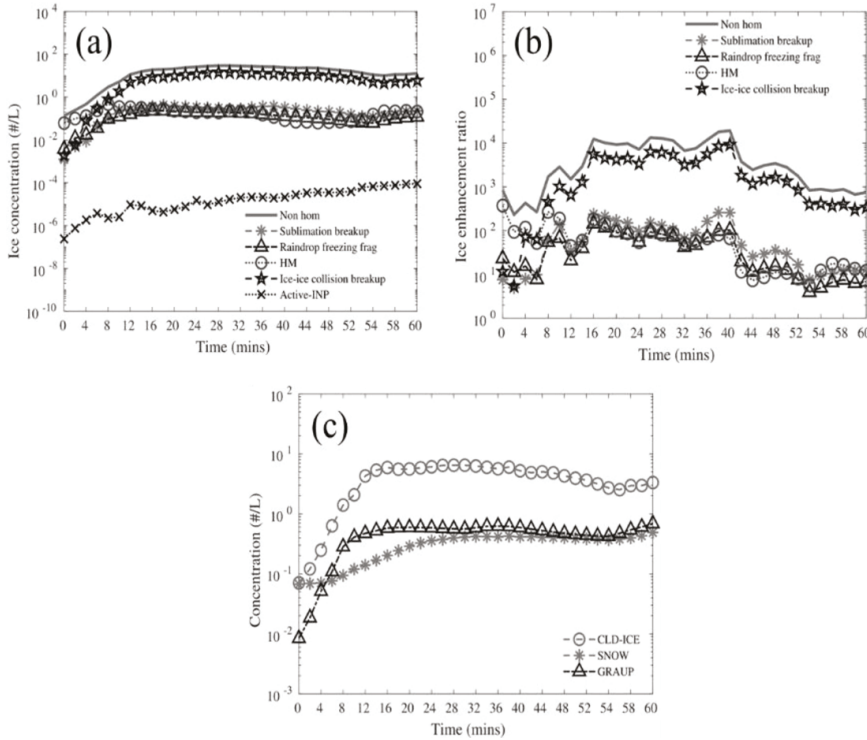 (a)
Ice concentration (#/L)
10 4
10 2
10 0
10 -2
10 -4
10 -6
10 -8
10 -10
Non hom
Sublimation breakup
Raindrop freezing frag
HM
Ice-ice collision breakup
Active-INP
0 4 8 12 16 20 24 28 32 36 40 44 48 52 54 56 60
Time (mins)
(b)
Ice enhancement ratio
10 7
10 6
10 5
10 4
10 3
10 2
10 1
10 0
Non hom
Sublimation breakup
Raindrop freezing frag
HM
Ice-ice collision breakup
0 4 8 12 16 20 24 28 32 36 40 44 48 52 54 56 60
Time (mins)
(c)
Concentration (#/L)
10 2
10 1
10 0
10 -1
10 -2
10 -3
CLD-ICE
SNOW
GRAUP
0 4 8 12 16 20 24 28 32 36 40 44 48 52 54 56 60
Time (mins)